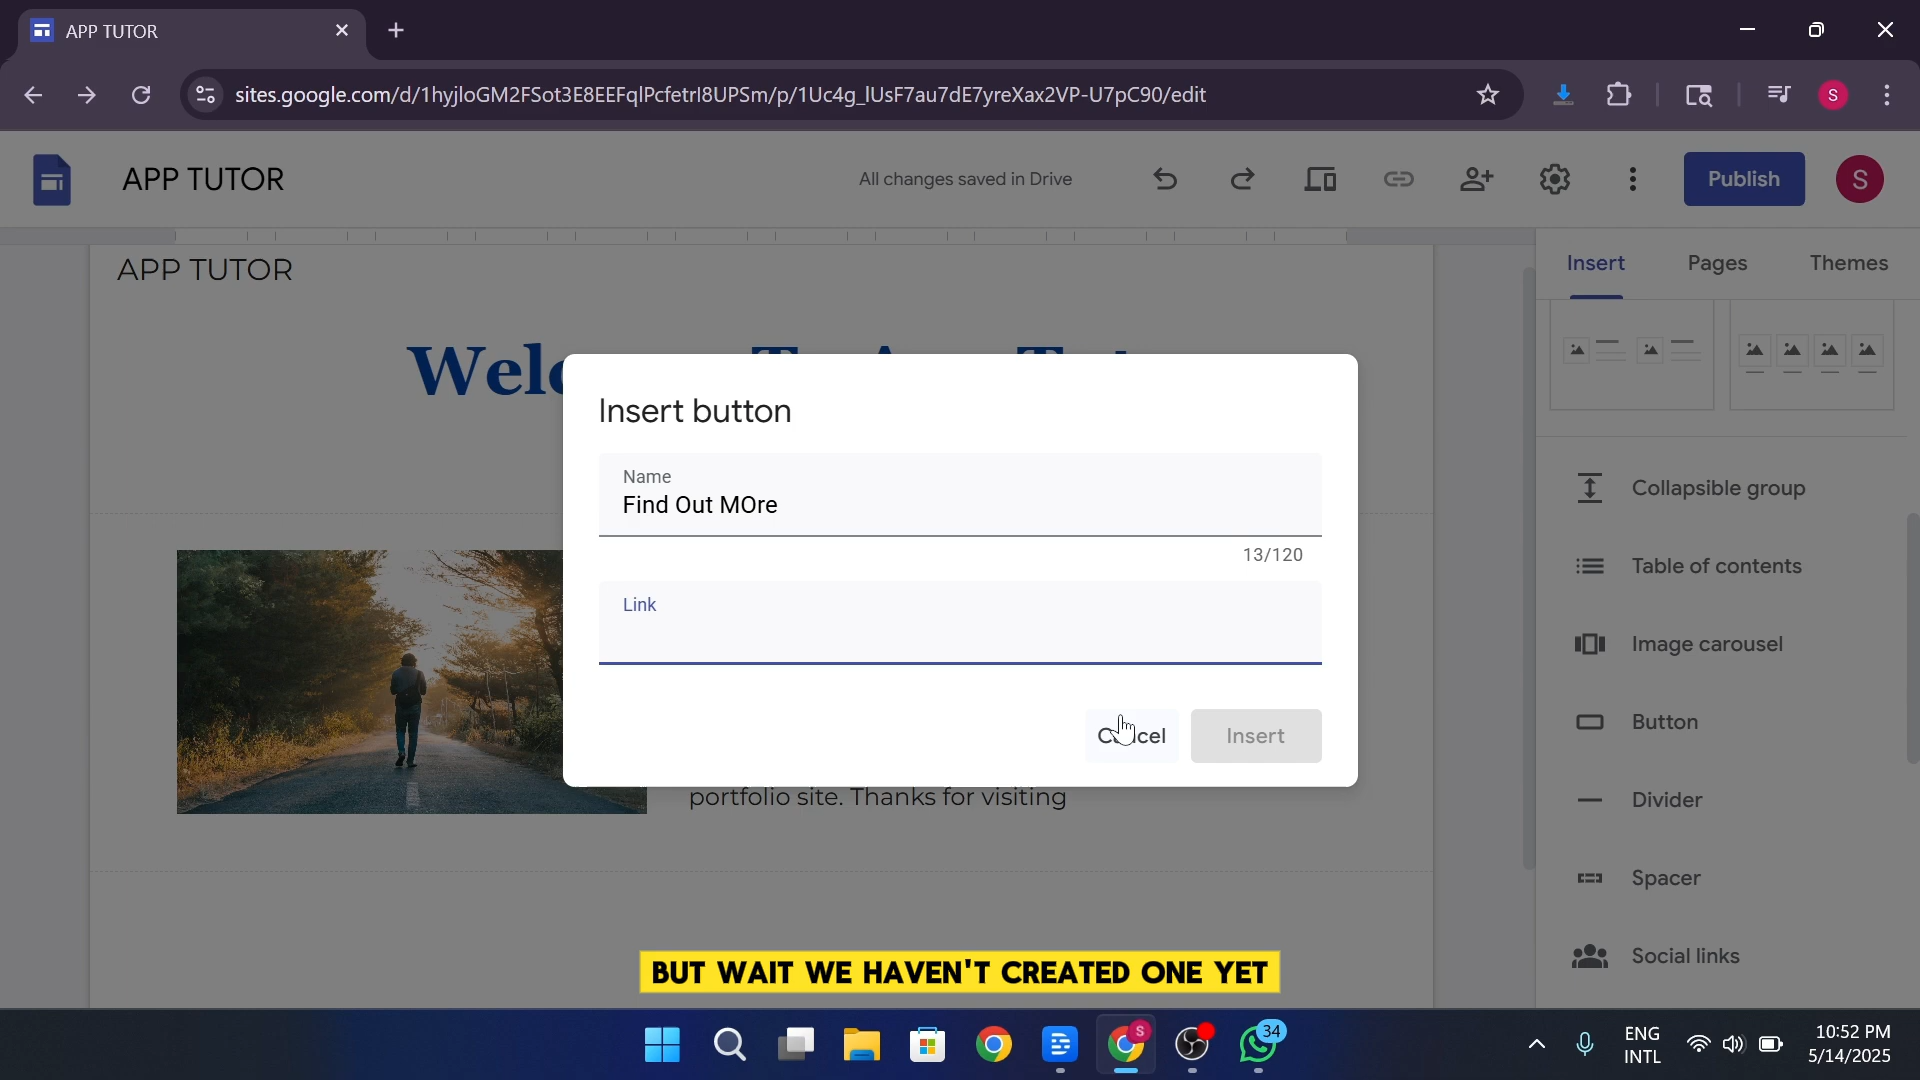 APP TUTOR
sites.google.com/d/1hyjloGM2FSot3E8EEFqlPcfetrI8UPSm/p/1Uc4g_lUsF7au7dE7yreXax2VP-U7pC90/edit
S
APP TUTOR
All changes saved in Drive
Publish
S
APP TUTOR
Insert
Pages
Themes
Insert button
Name
Find Out MOre
13/120
Link
Cancel
Insert
portfolio site. Thanks for visiting
Collapsible group
Table of contents
Image carousel
Button
Divider
Spacer
Social links
BUT WAIT WE HAVEN'T CREATED ONE YET
S
34
ENG
INTL
10:52 PM
5/14/2025